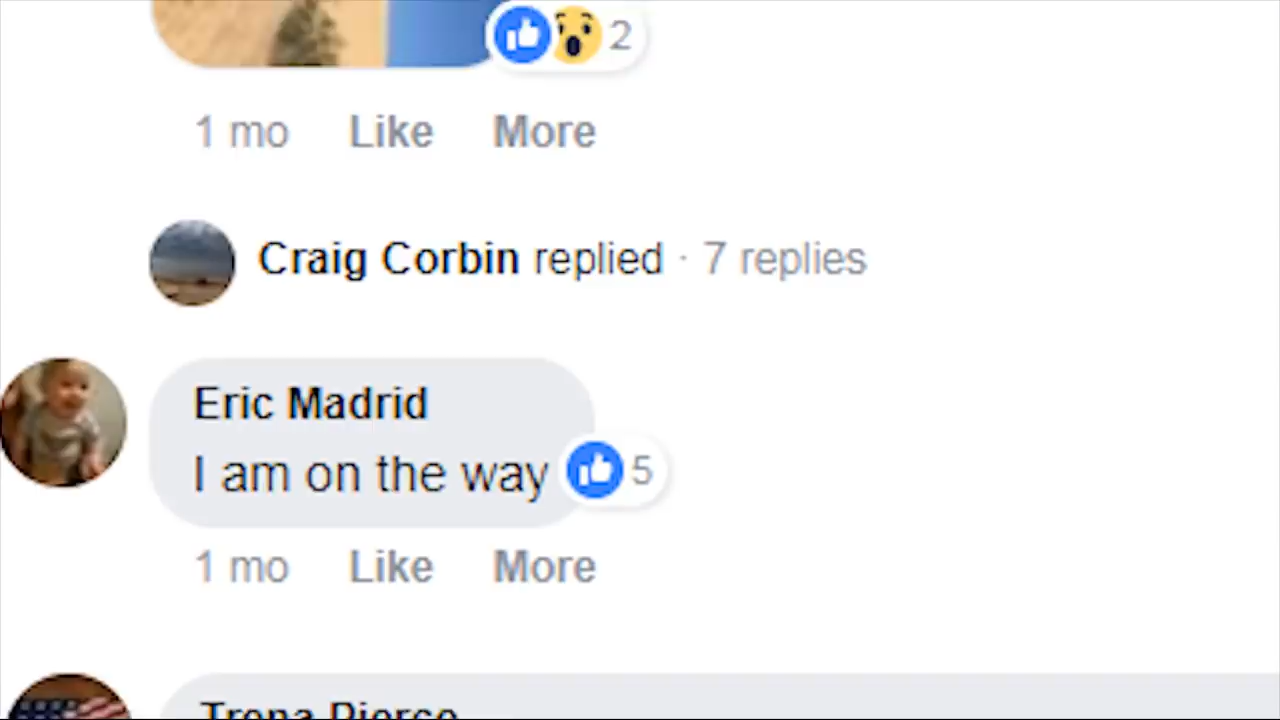 2
1 mo Like More
Craig Corbin replied · 7 replies
Eric Madrid
I am on the way 5
1 mo Like More
Trena Pierce